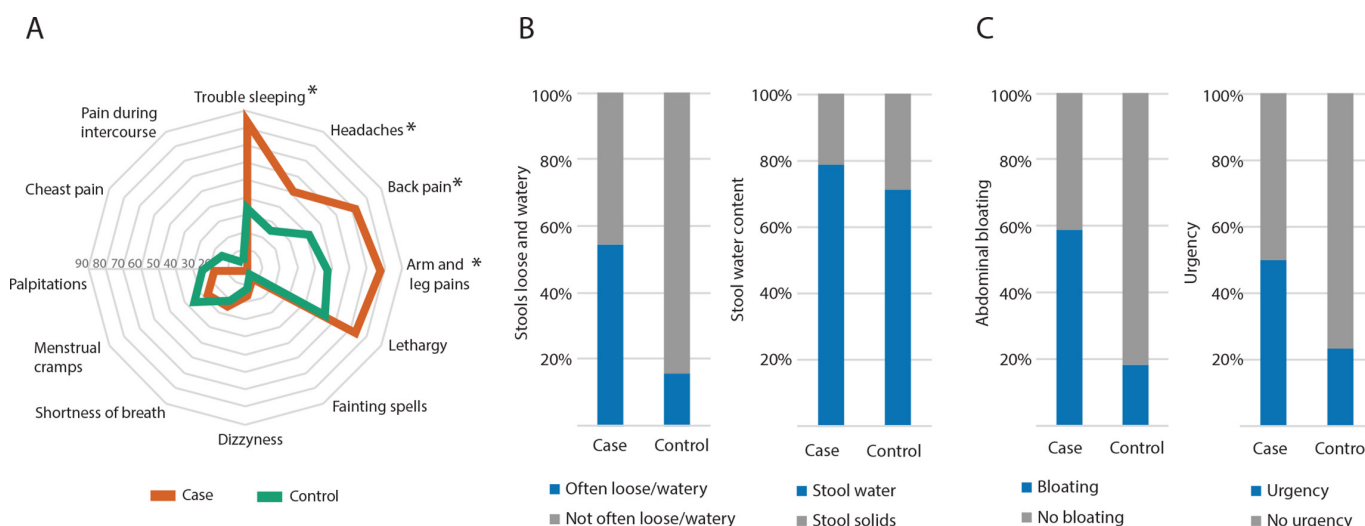 A
Trouble sleeping*
Headaches*
Back pain*
Arm and *
leg pains
Lethargy
Fainting spells
Dizzyness
Shortness of breath
Menstrual
cramps
Palpitations
Cheast pain
Pain during
intercourse
90 80 70 60 50 40 30 20
Case
Control
B
Stools loose and watery
100%
80%
60%
40%
20%
Case Control
Often loose/watery
Not often loose/watery
Stool water content
100%
80%
60%
40%
20%
Case Control
Stool water
Stool solids
C
Abdominal bloating
100%
80%
60%
40%
20%
Case Control
Bloating
No bloating
Urgency
100%
80%
60%
40%
20%
Case Contro
Urgency
No urgency